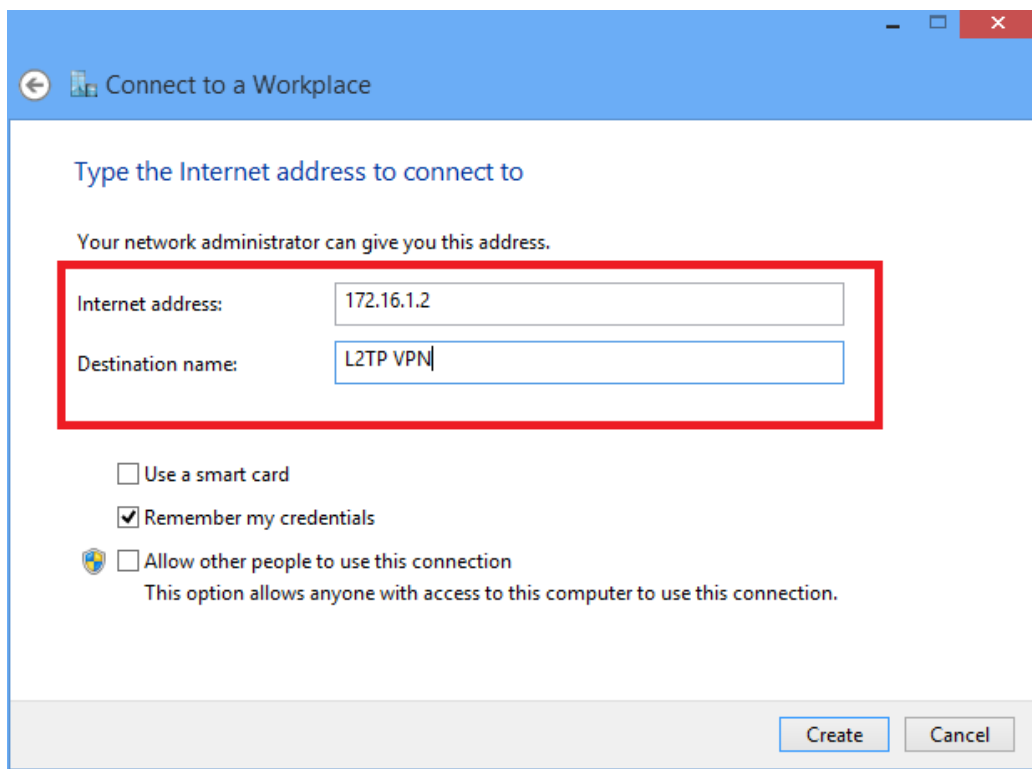 Connect to a Workplace
Type the Internet address to connect to
Your network administrator can give you this address.
Internet address: 172.16.1.2
Destination name: L2TP VPN
Use a smart card
Remember my credentials
Allow other people to use this connection
This option allows anyone with access to this computer to use this connection.
Create Cancel